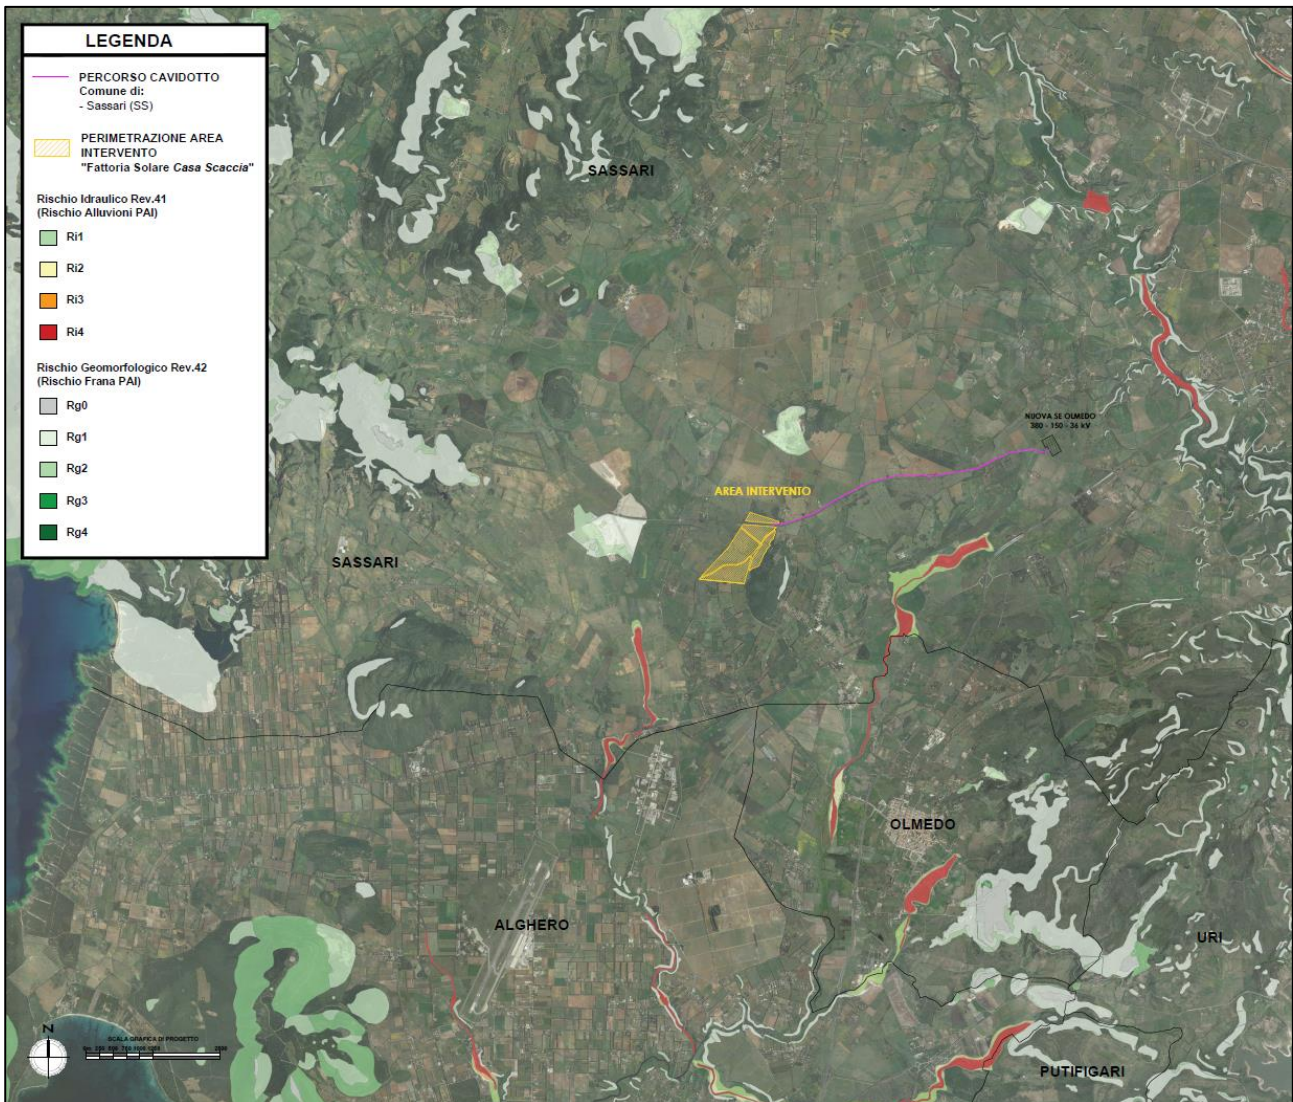 LEGENDA
PERCORSO CAVIDOTTO
Comune di:
- Sassari (SS)
PERIMETRAZIONE AREA
INTERVENTO
"Fattoria Solare Casa Scaccia"
Rischio Idraulico Rev.41
(Rischio Alluvioni PAI)
Ri1
Ri2
Ri3
Ri4
Rischio Geomorfologico Rev.42
(Rischio Frana PAI)
Rg0
Rg1
Rg2
Rg3
Rg4
SASSARI
NUOVA SE OLMEDO
380 - 150 - 36 kV
AREA INTERVENTO
SASSARI
OLMEDO
ALGHERO
URI
PUTIFIGARI
N
SCALA GRAFICA DI PROGETTO